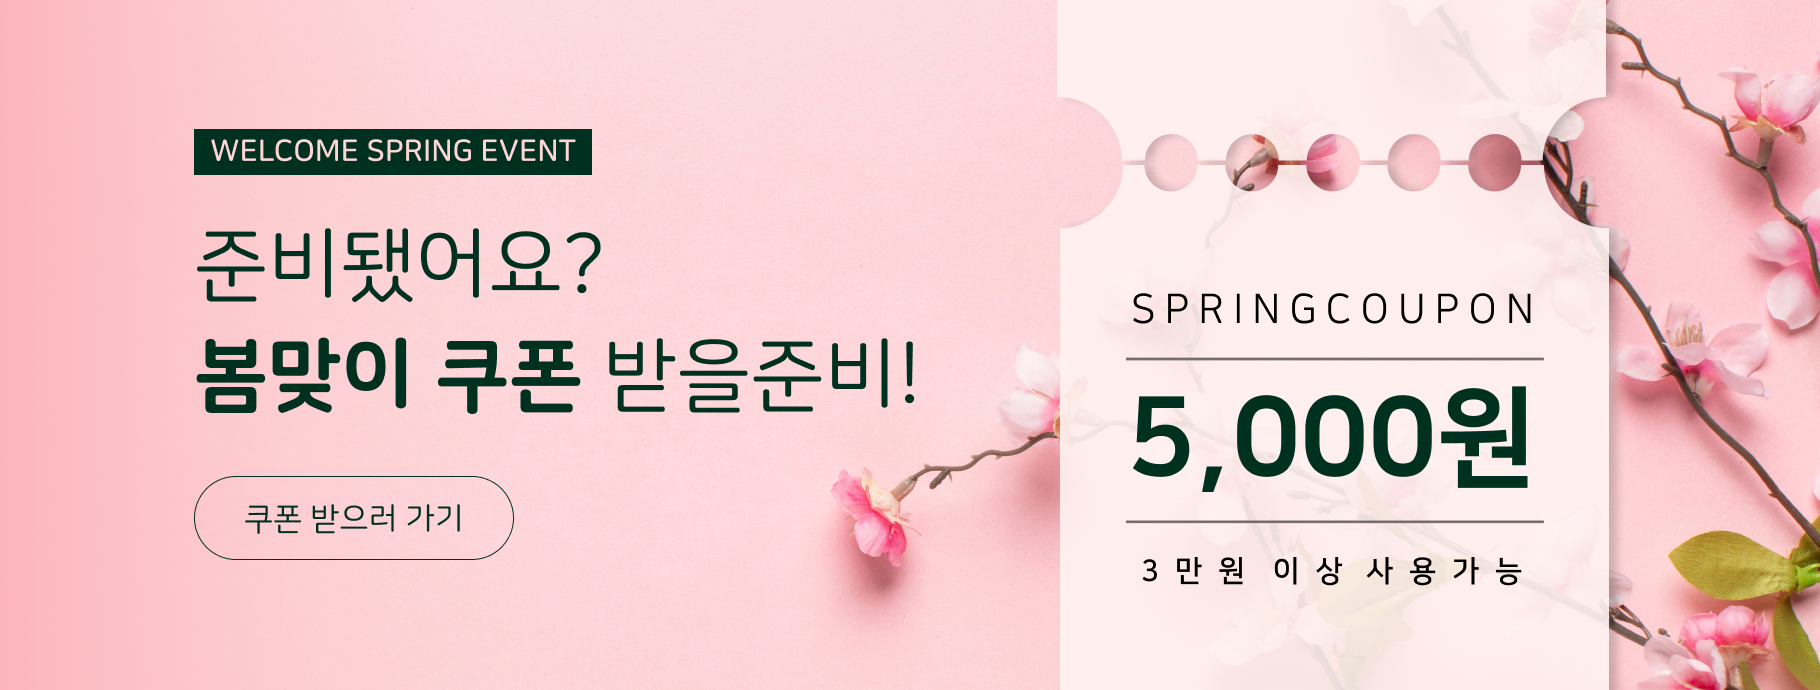 WELCOME SPRING EVENT
준비됐어요?
봄맞이 쿠폰 받을준비!
쿠폰 받으러 가기
SPRINGCOUPON
5,000원
3만원 이상 사용가능